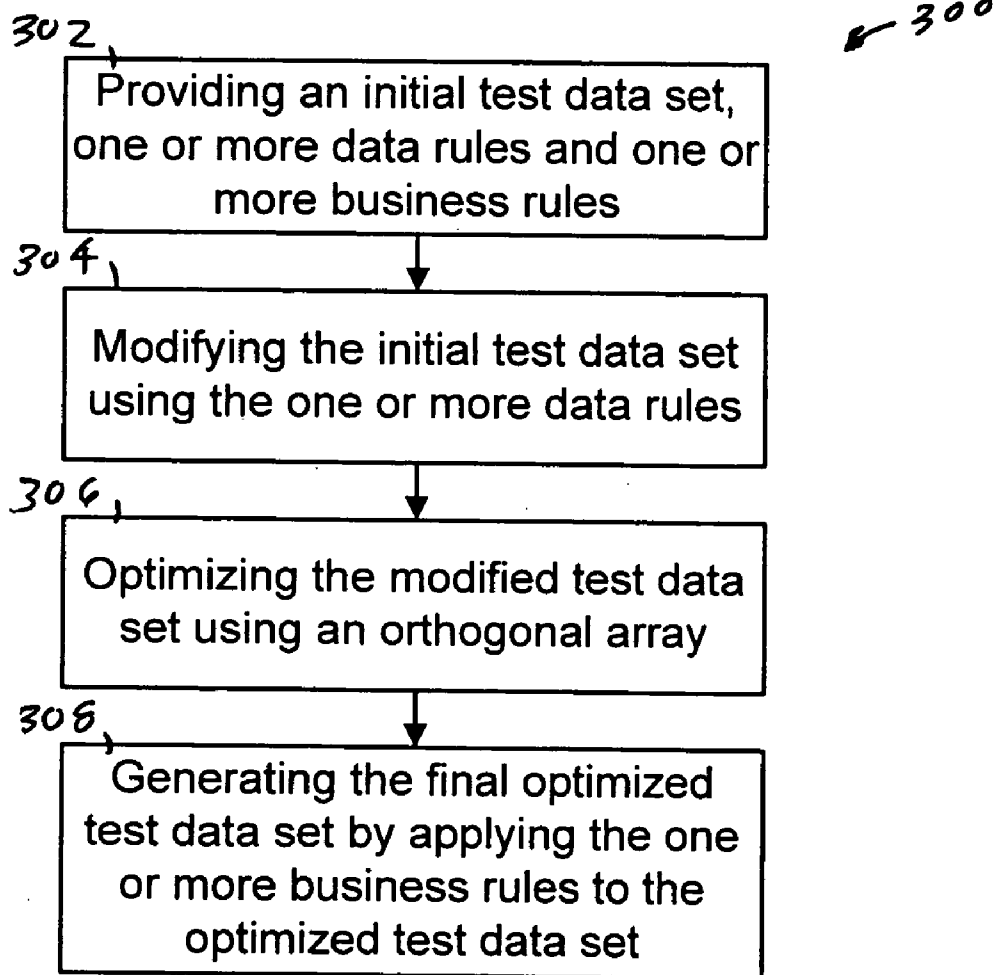 300
302
Providing an initial test data set,
one or more data rules and one or
more business rules
304
Modifying the initial test data set
using the one or more data rules
306
Optimizing the modified test data
set using an orthogonal array
308
Generating the final optimized
test data set by applying the one
or more business rules to the
optimized test data set